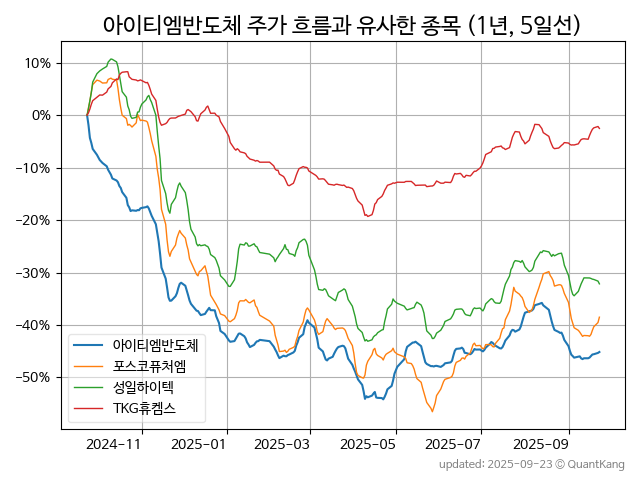 아이티엠반도체 주가 흐름과 유사한 종목 (1년, 5일선)
10%
0%
−10%
−20%
−30%
−40%
−50%
아이티엠반도체
포스코퓨처엠
성일하이텍
TKG휴켐스
2024-11
2025-01
2025-03
2025-05
2025-07
2025-09
updated: 2025-09-23 © QuantKang